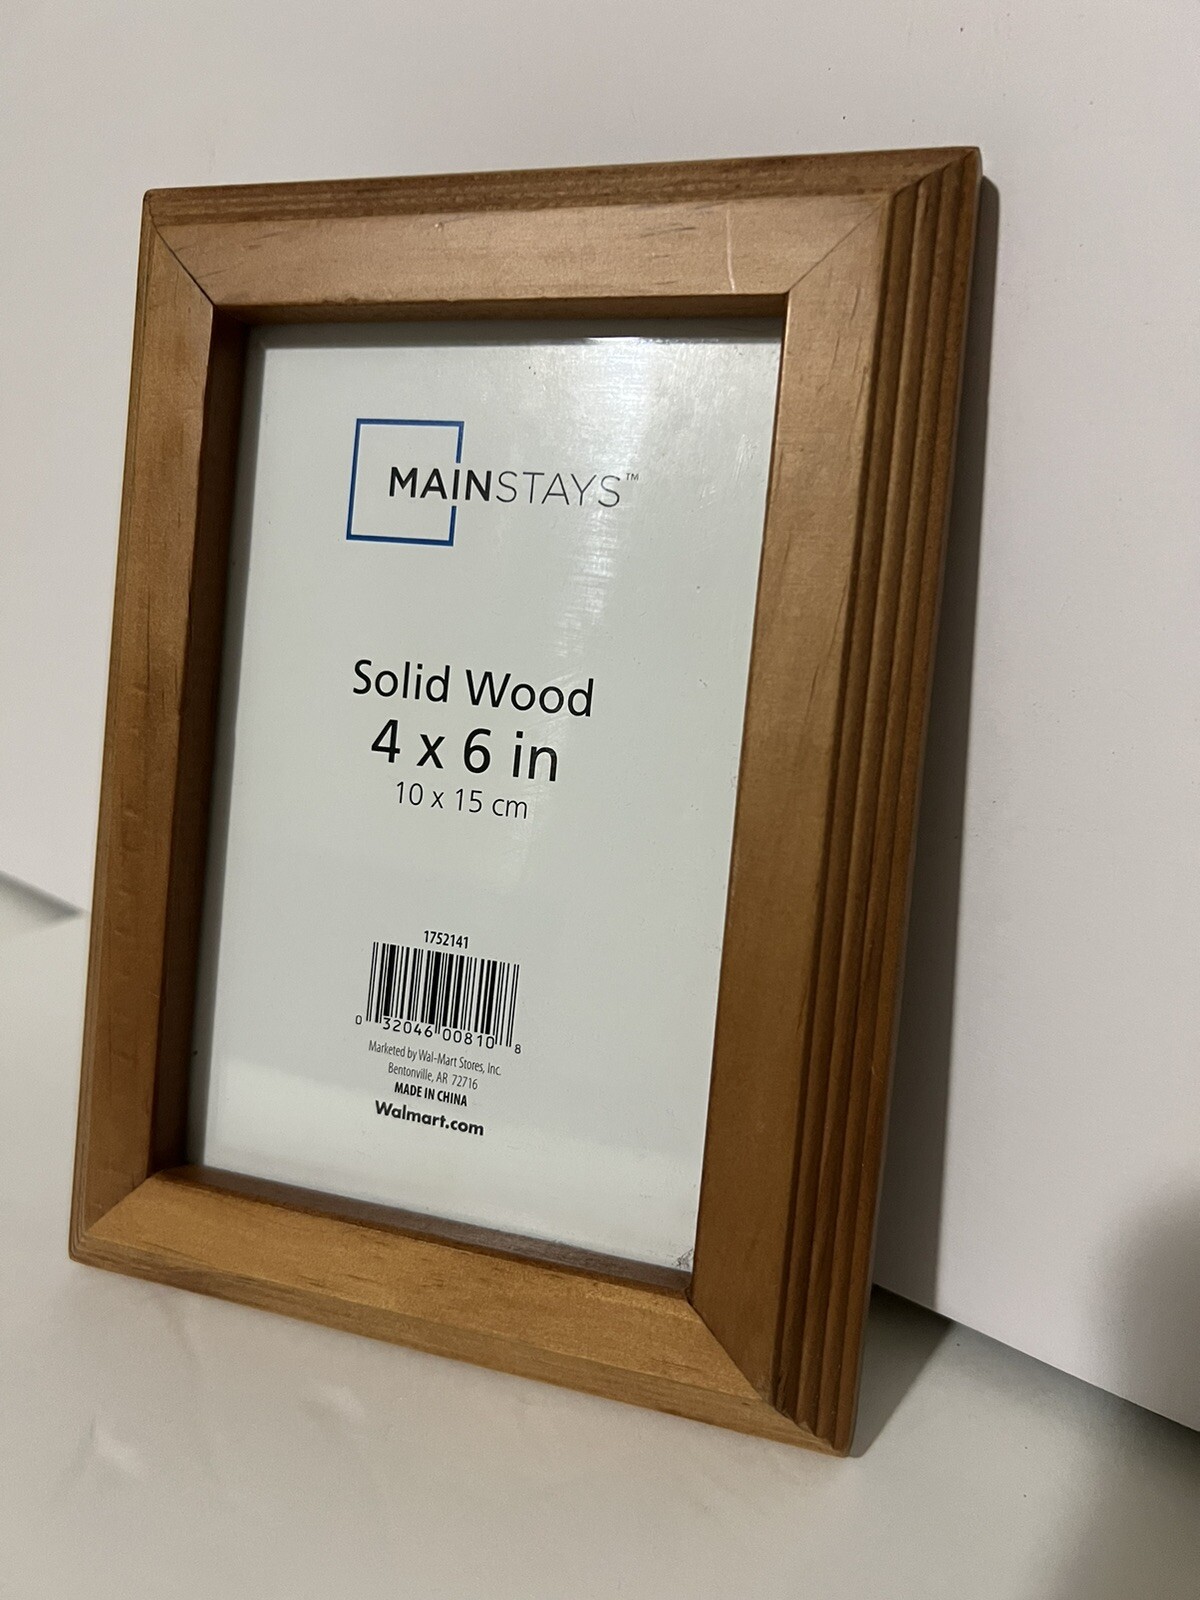 MAINSTAYS™
Solid Wood
4 x 6 in
10 x 15 cm
1752141
0 32046 00810 8
Marketed by Wal-Mart Stores, Inc.
Bentonville, AR 72716
MADE IN CHINA
Walmart.com